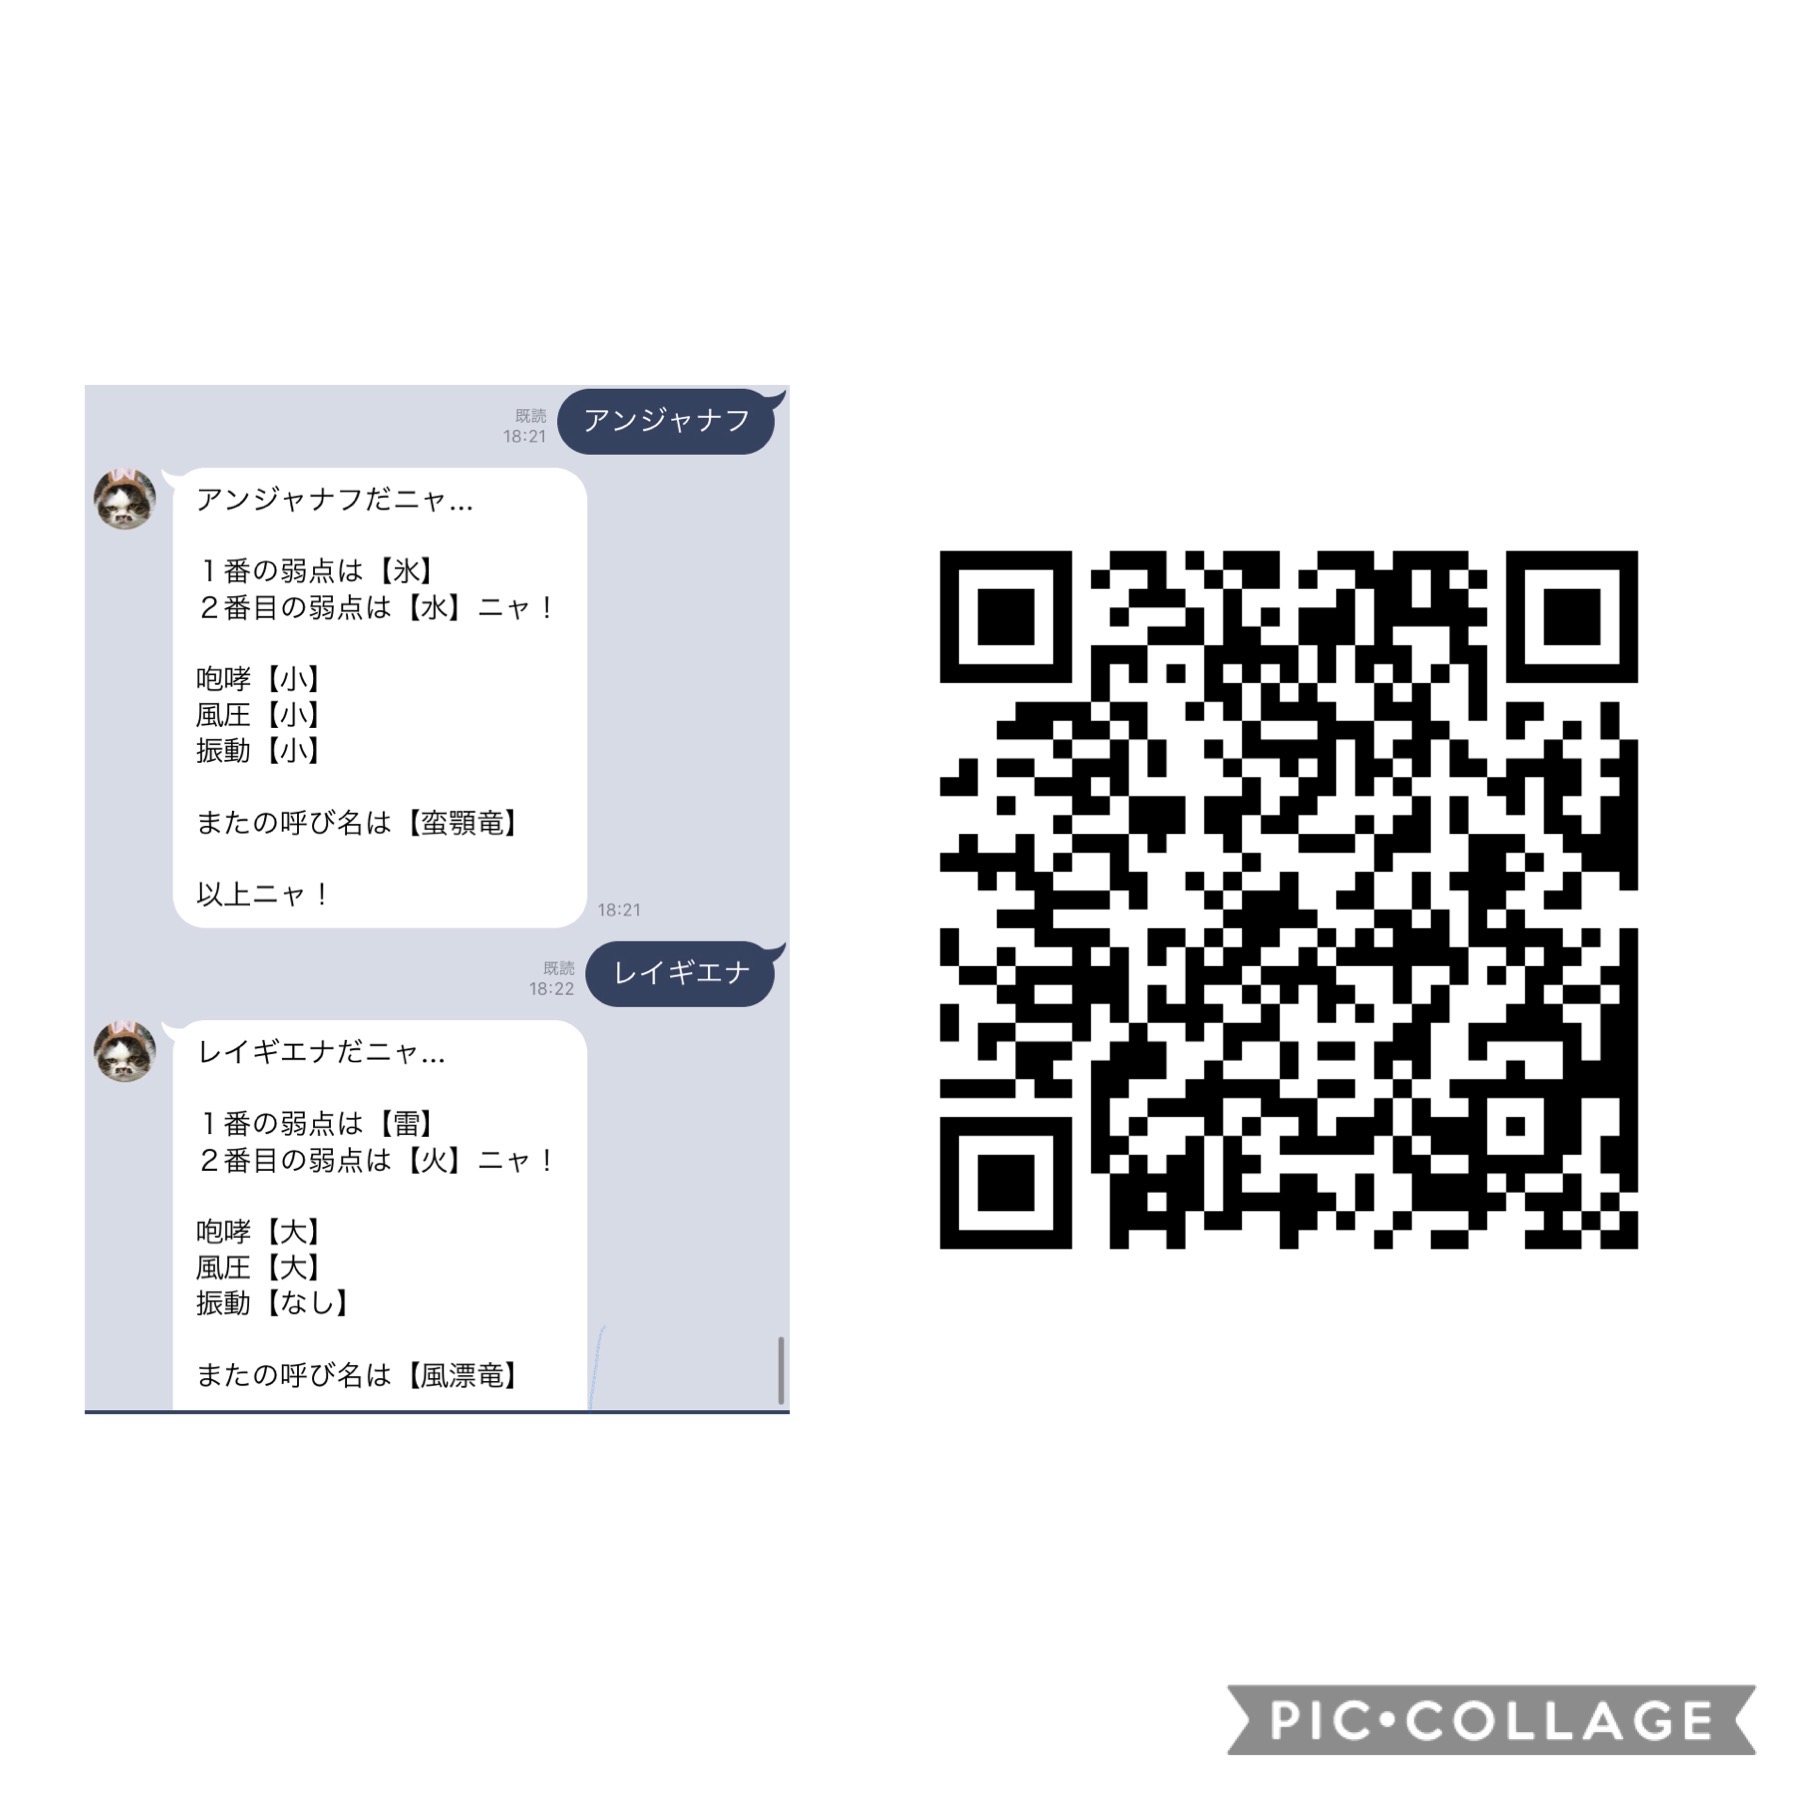 既読
18:21
アンジャナフ
アンジャナフだニャ...
１番の弱点は【氷】
２番目の弱点は【水】ニャ！
咆哮【小】
風圧【小】
振動【小】
またの呼び名は【蛮顎竜】
以上ニャ！
18:21
既読
18:22
レイギエナ
レイギエナだニャ...
１番の弱点は【雷】
２番目の弱点は【火】ニャ！
咆哮【大】
風圧【大】
振動【なし】
またの呼び名は【風漂竜】
PIC•COLLAGE